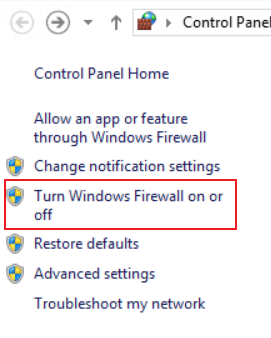 Control Panel
Control Panel Home
Allow an app or feature
through Windows Firewall
Change notification settings
Turn Windows Firewall on or
off
Restore defaults
Advanced settings
Troubleshoot my network